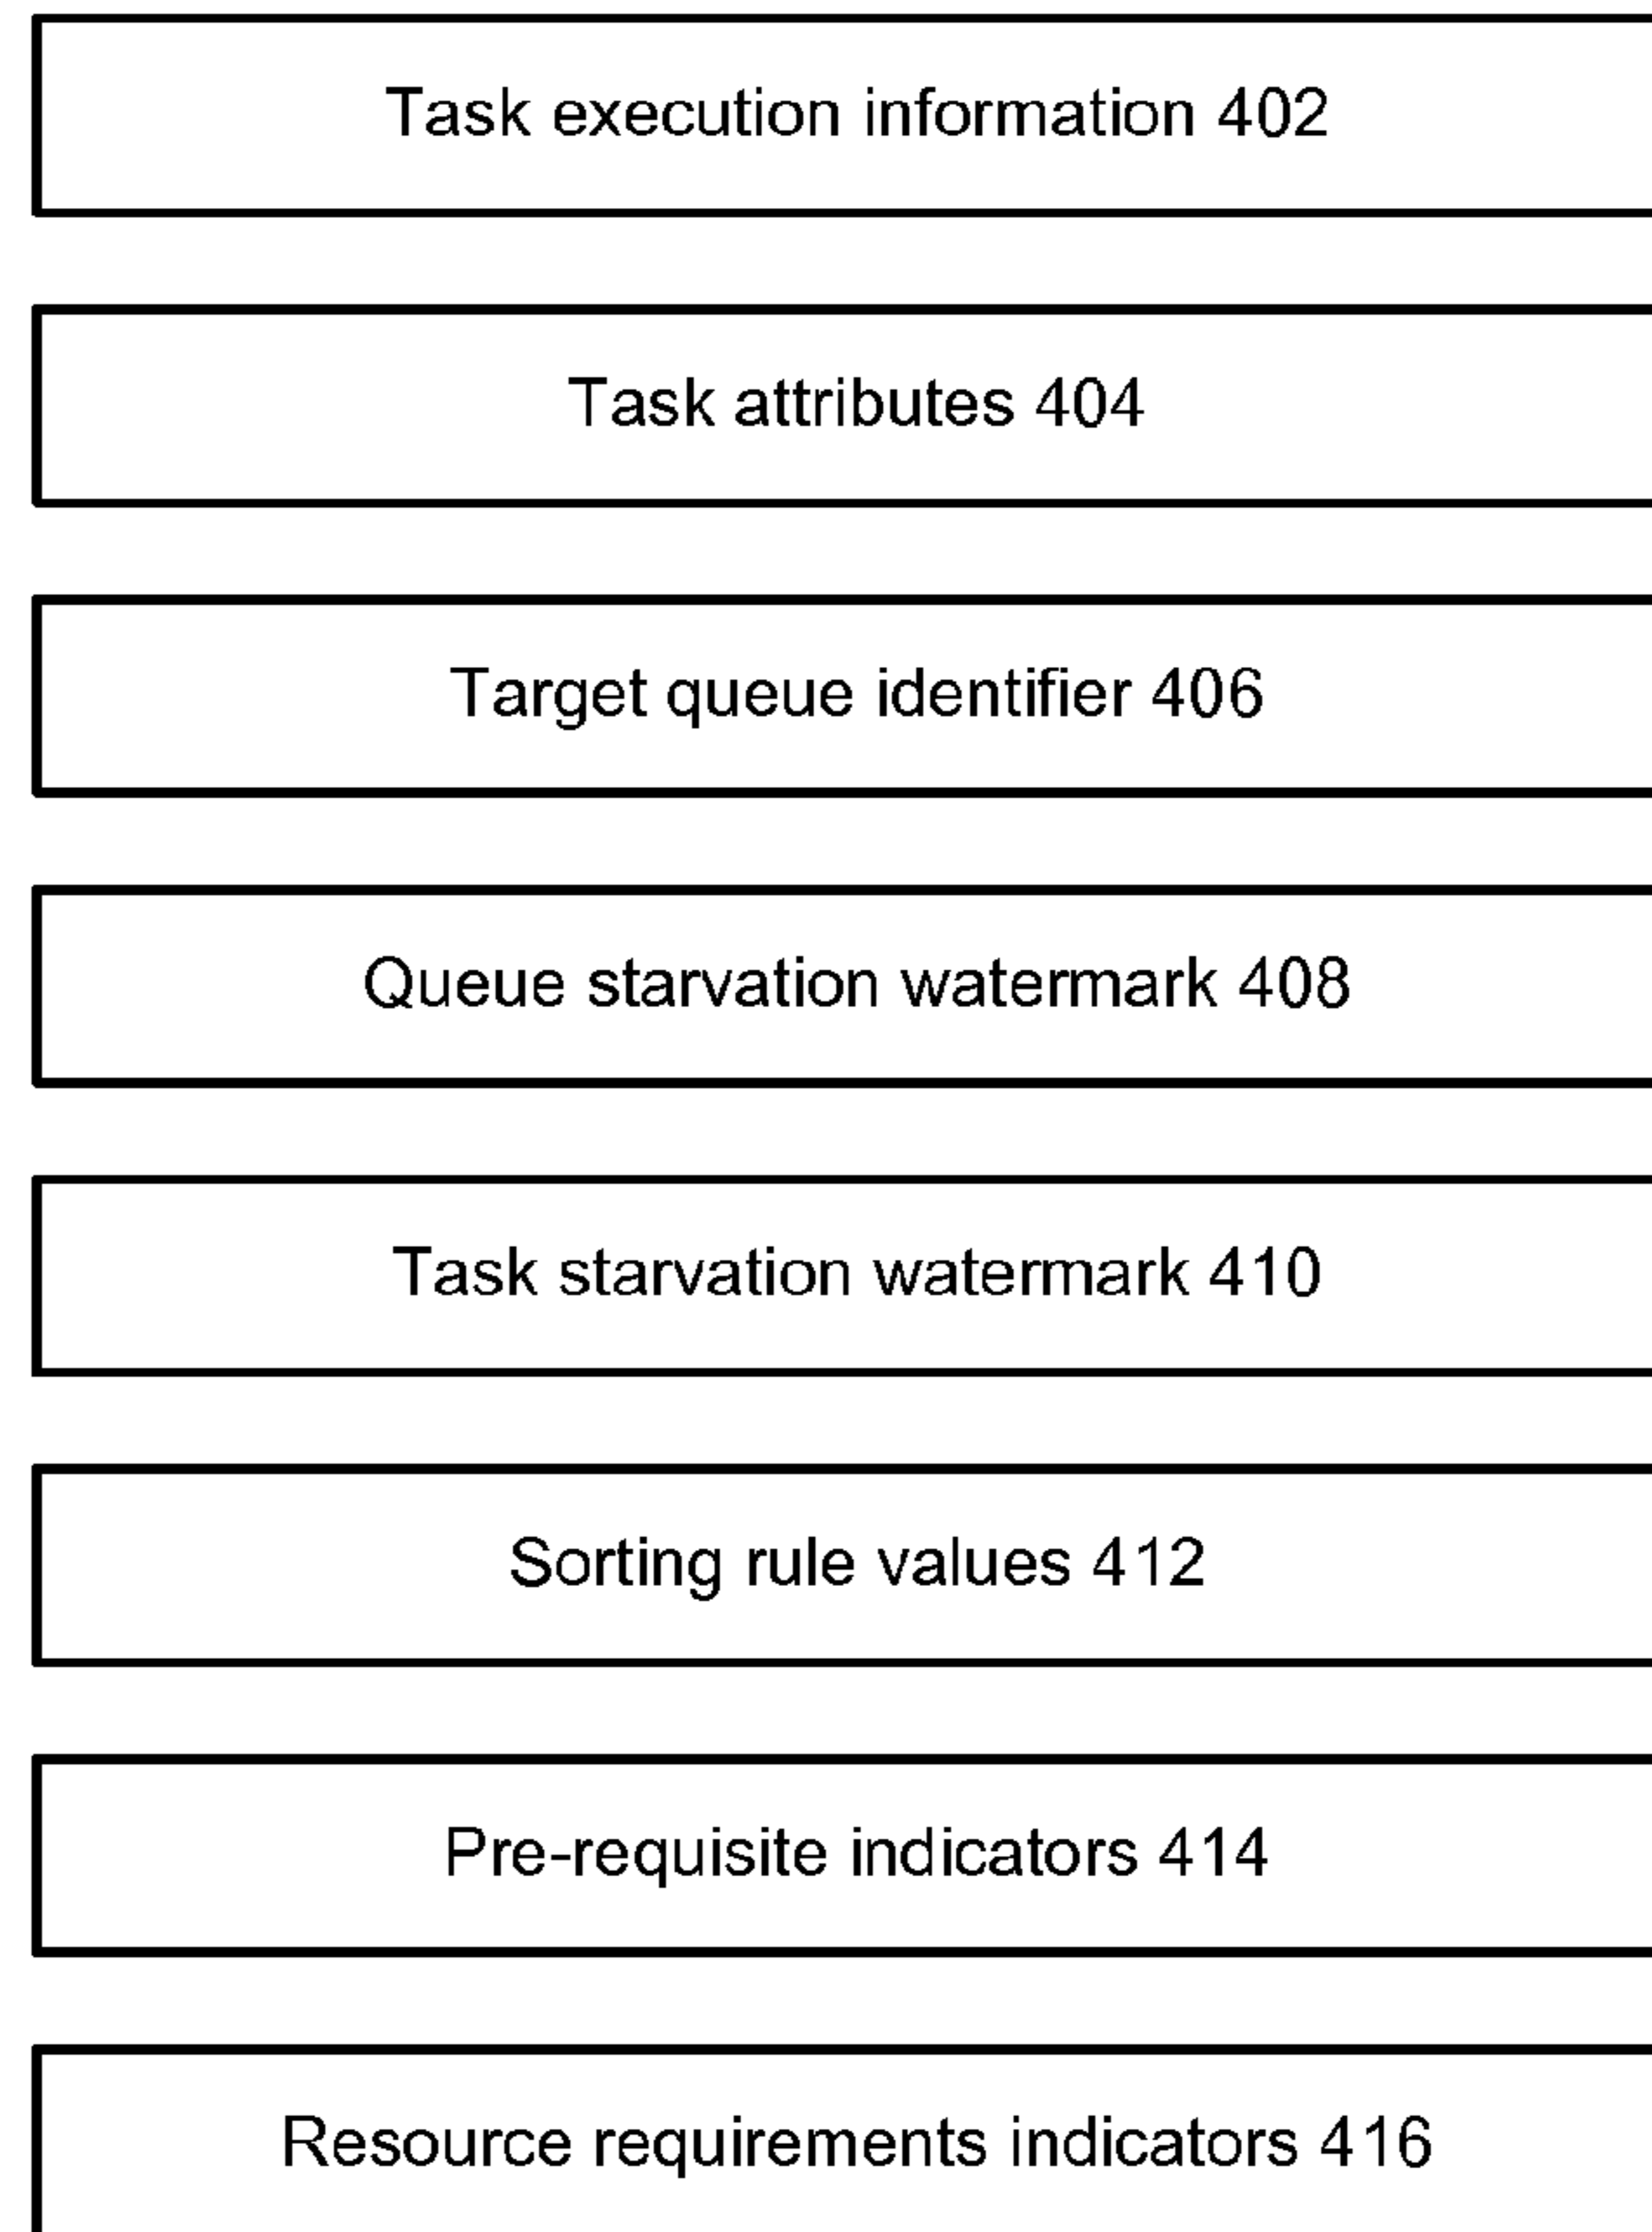 Task execution information 402
Task attributes 404
Target queue identifier 406
Queue starvation watermark 408
Task starvation watermark 410
Sorting rule values 412
Pre-requisite indicators 414
Resource requirements indicators 416